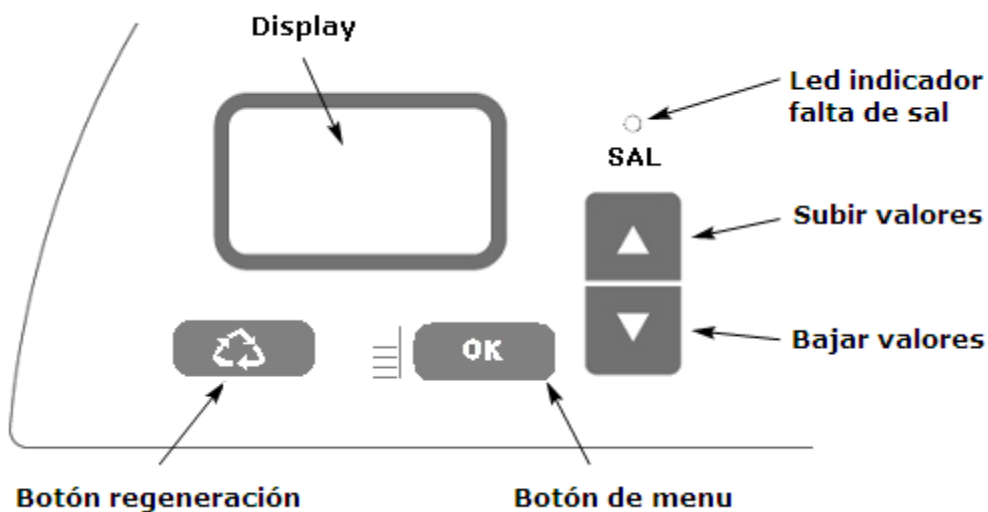 Display
Led indicador
falta de sal
SAL
Subir valores
OK
Bajar valores
Botón regeneración
Botón de menu